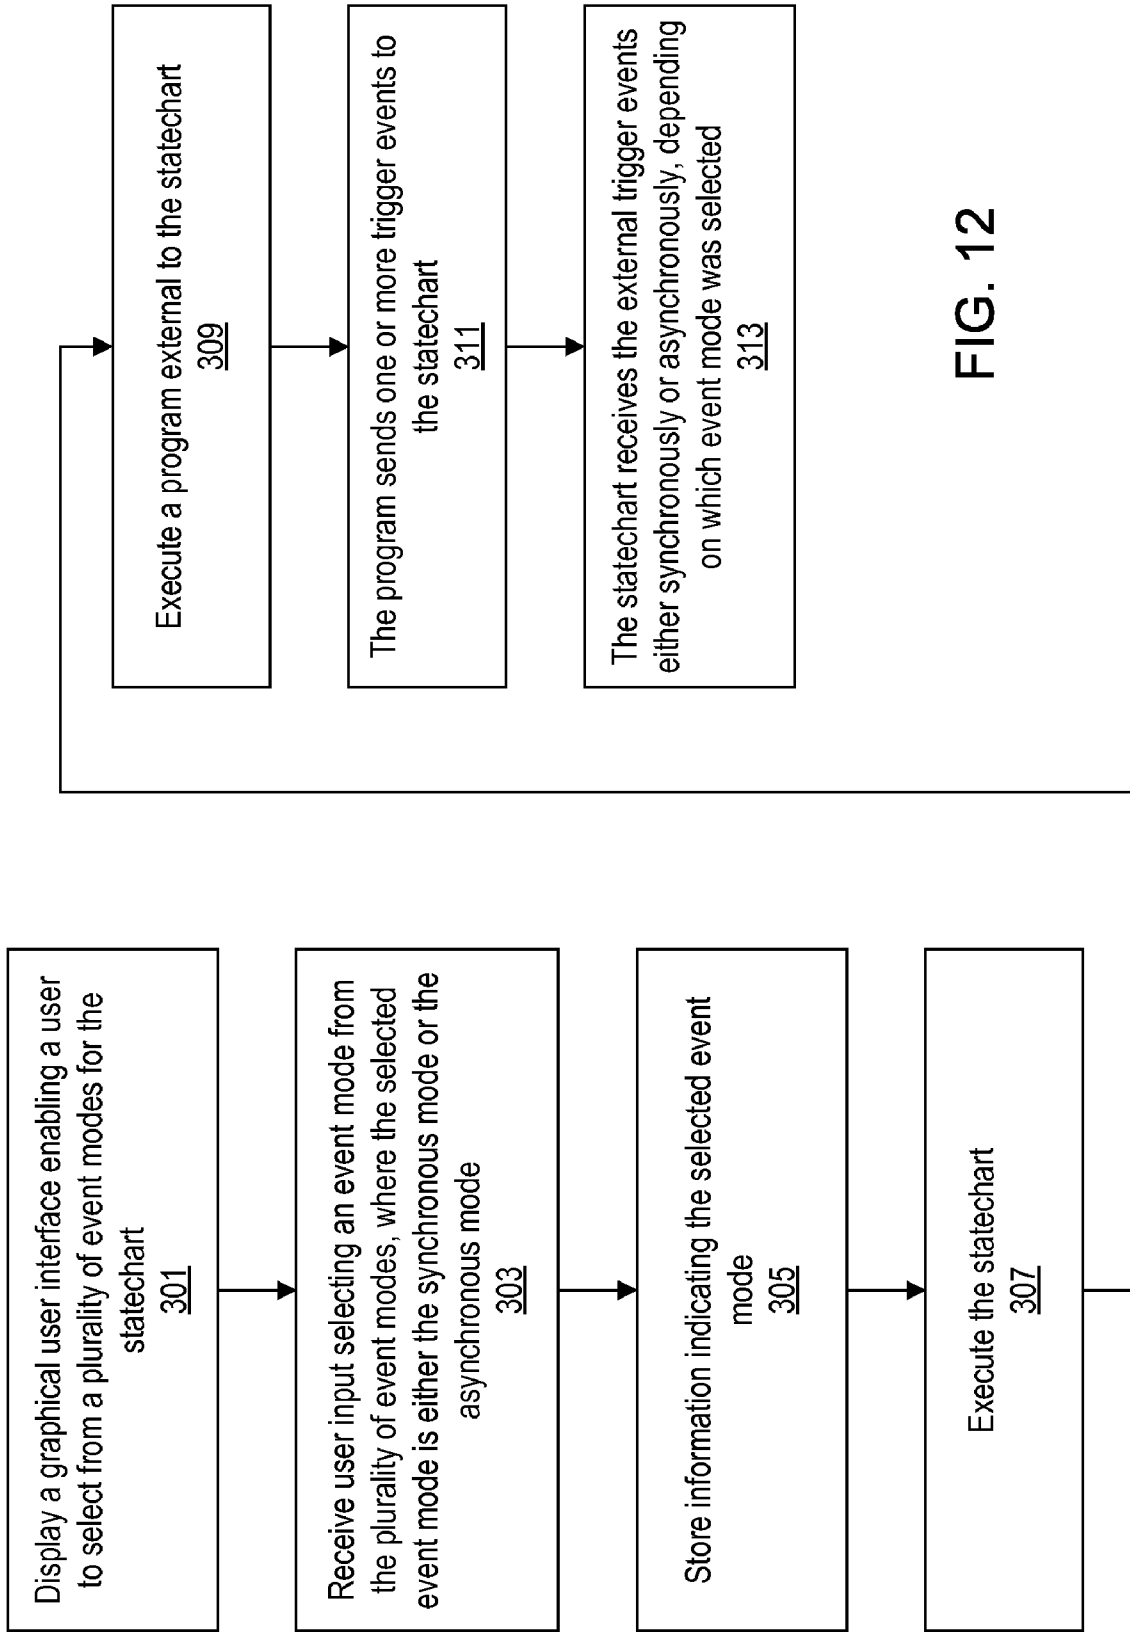 Display a graphical user interface enabling a user
to select from a plurality of event modes for the
statechart
301
Receive user input selecting an event mode from
the plurality of event modes, where the selected
event mode is either the synchronous mode or the
asynchronous mode
303
Store information indicating the selected event
mode
305
Execute the statechart
307
Execute a program external to the statechart
309
The program sends one or more trigger events to
the statechart
311
The statechart receives the external trigger events
either synchronously or asynchronously, depending
on which event mode was selected
313
FIG. 12